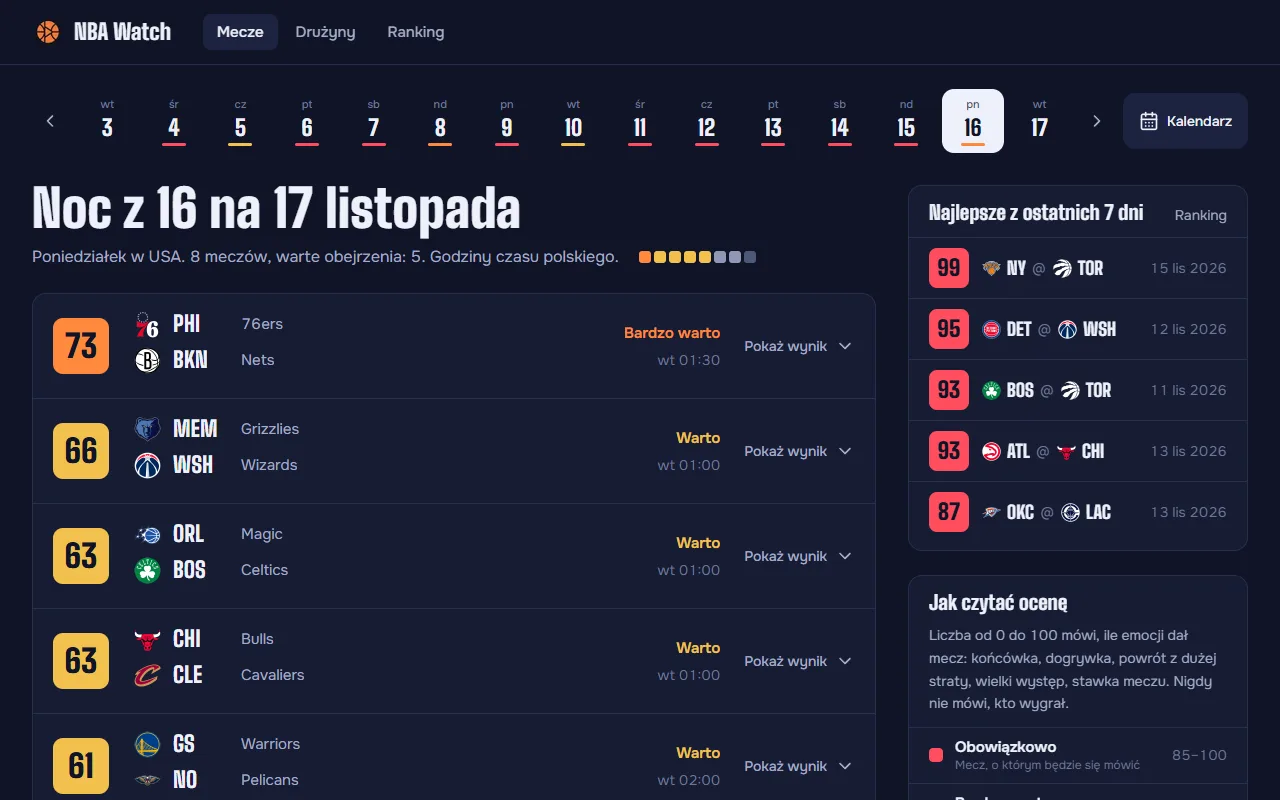 NBA Watch
Mecze
Drużyny
Ranking
wt 3
śr 4
cz 5
pt 6
sb 7
nd 8
pn 9
wt 10
śr 11
cz 12
pt 13
sb 14
nd 15
pn 16
wt 17
Kalendarz
Noc z 16 na 17 listopada
Poniedziałek w USA. 8 meczów, warte obejrzenia: 5. Godziny czasu polskiego.
73
PHI 76ers
BKN Nets
Bardzo warto
wt 01:30
Pokaż wynik
66
MEM Grizzlies
WSH Wizards
Warto
wt 01:00
Pokaż wynik
63
ORL Magic
BOS Celtics
Warto
wt 01:00
Pokaż wynik
63
CHI Bulls
CLE Cavaliers
Warto
wt 01:00
Pokaż wynik
61
GS Warriors
NO Pelicans
Warto
wt 02:00
Pokaż wynik
Najlepsze z ostatnich 7 dni
Ranking
99 NY @ TOR 15 lis 2026
95 DET @ WSH 12 lis 2026
93 BOS @ TOR 11 lis 2026
93 ATL @ CHI 13 lis 2026
87 OKC @ LAC 13 lis 2026
Jak czytać ocenę
Liczba od 0 do 100 mówi, ile emocji dał
mecz: końcówka, dogrywka, powrót z dużej
straty, wielki występ, stawka meczu. Nigdy
nie mówi, kto wygrał.
Obowiązkowo
Mecz, o którym będzie się mówić
85–100